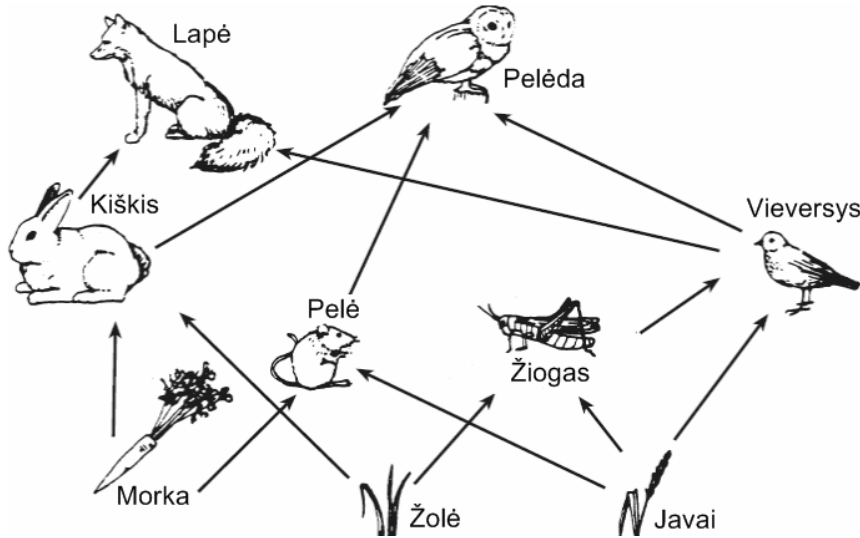 Lapė
Pelėda
Kiškis
Vieversys
Pelė
Žiogas
Morka
Žolė
Javai